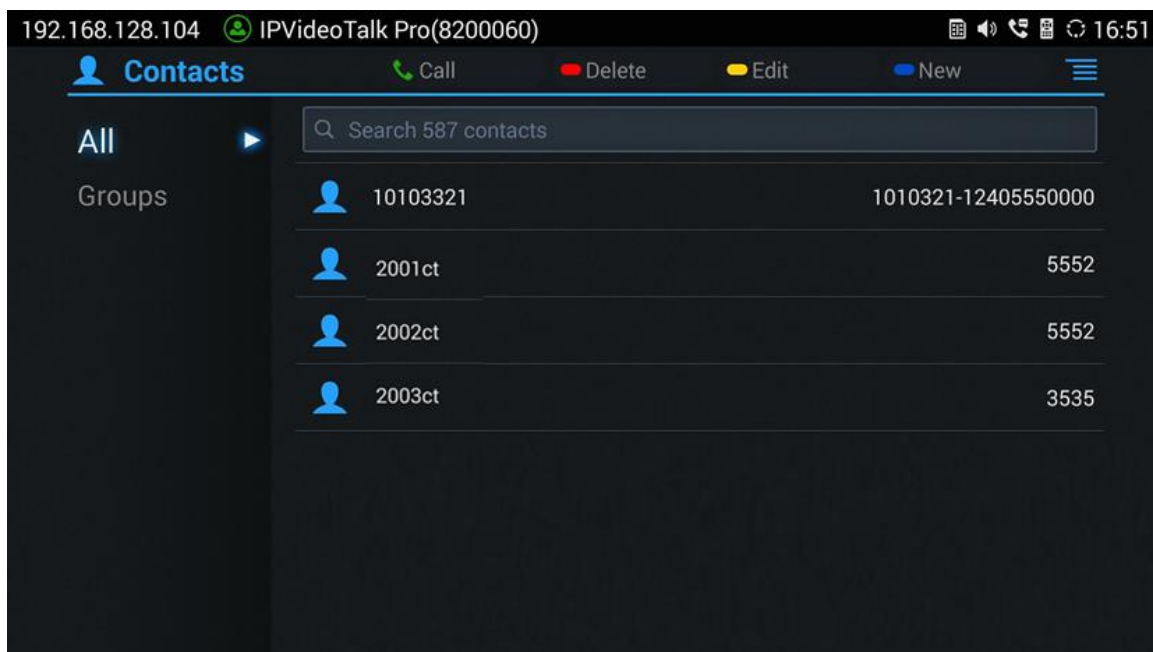 192.168.128.104 IPVideoTalk Pro(8200060) 16:51
Contacts Call Delete Edit New
All
Search 587 contacts
Groups
10103321 1010321-12405550000
2001ct 5552
2002ct 5552
2003ct 3535